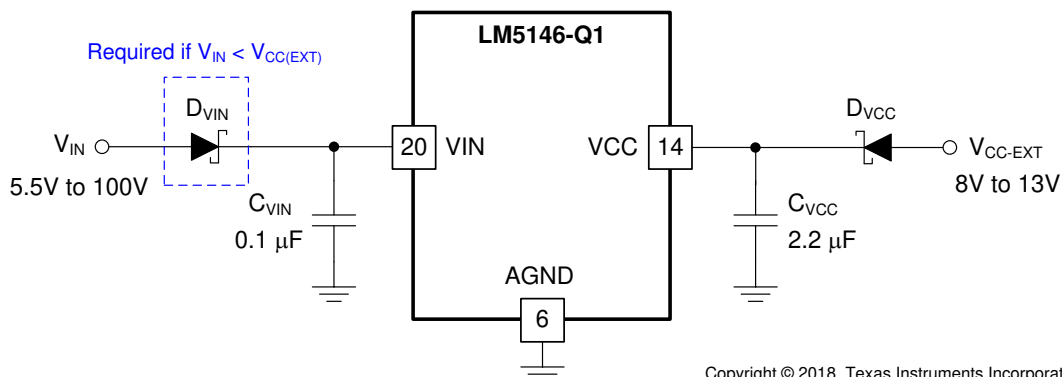 LM5146-Q1
Required if V_IN < V_CC(EXT)
D_VIN
D_VCC
V_IN
20
VIN
VCC
14
V_CC-EXT
5.5V to 100V
8V to 13V
C_VIN
0.1 μF
C_VCC
2.2 μF
AGND
6
Copyright © 2018, Texas Instruments